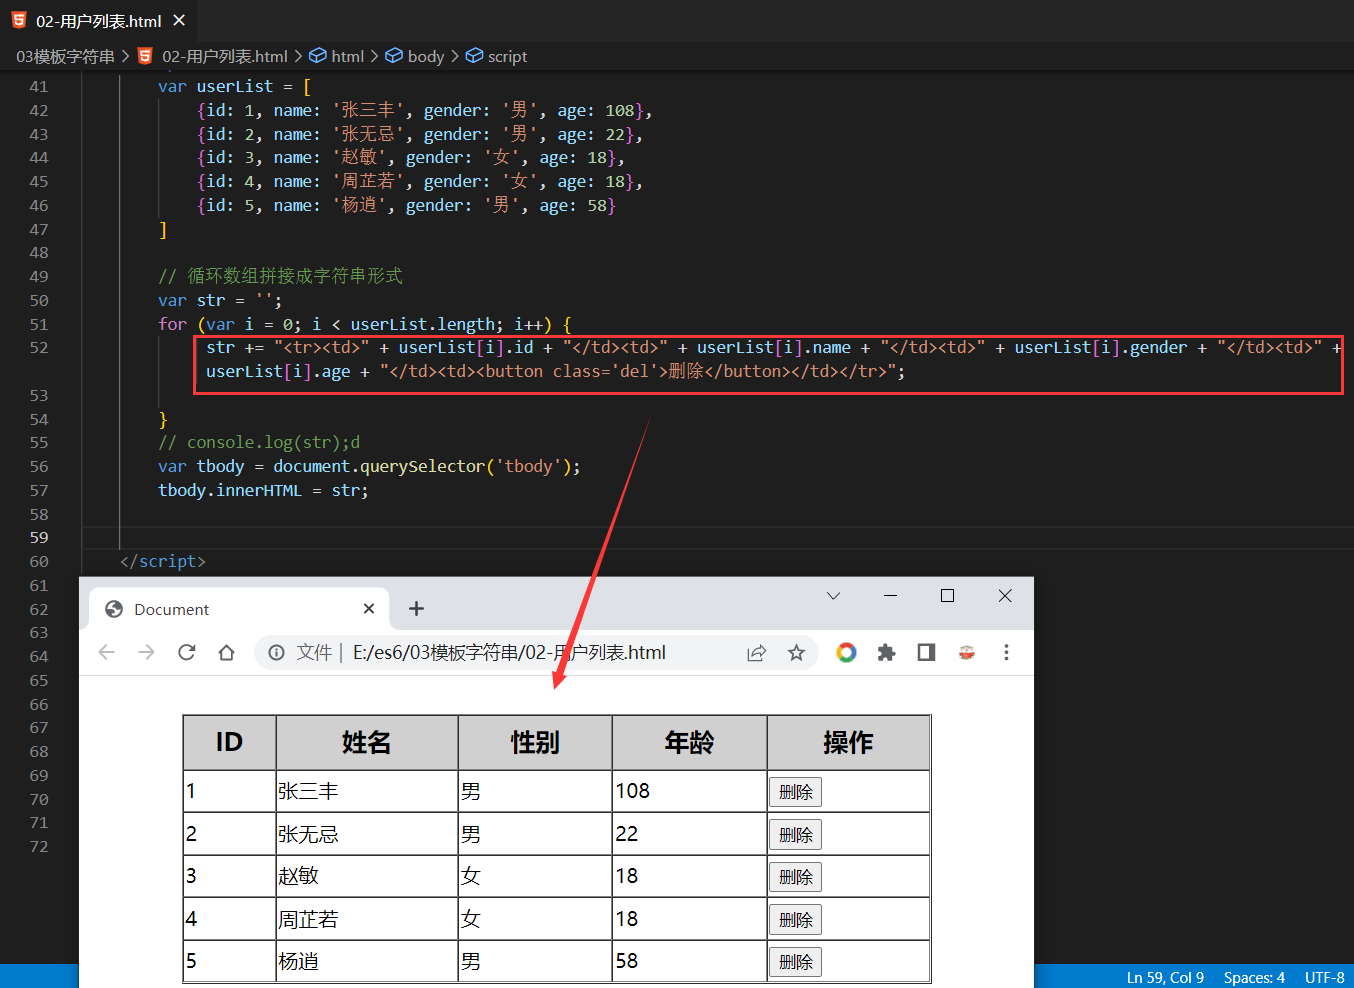 02-用户列表.html
03模板字符串 > 02-用户列表.html > html > body > script
41 var userList = [
42 {id: 1, name: '张三丰', gender: '男', age: 108},
43 {id: 2, name: '张无忌', gender: '男', age: 22},
44 {id: 3, name: '赵敏', gender: '女', age: 18},
45 {id: 4, name: '周芷若', gender: '女', age: 18},
46 {id: 5, name: '杨逍', gender: '男', age: 58}
47 ]
48
49 // 循环数组拼接成字符串形式
50 var str = '';
51 for (var i = 0; i < userList.length; i++) {
52 str += "<tr><td>" + userList[i].id + "</td><td>" + userList[i].name + "</td><td>" + userList[i].gender + "</td><td>" +
userList[i].age + "</td><td><button class='del'>删除</button></td></tr>";
53
54 }
55 // console.log(str);d
56 var tbody = document.querySelector('tbody');
57 tbody.innerHTML = str;
58
59
60 </script>
61
62
63
64
65
66
67
68
69
70
71
72
Document
文件 | E:/es6/03模板字符串/02-用户列表.html
ID 姓名 性别 年龄 操作
1 张三丰 男 108 删除
2 张无忌 男 22 删除
3 赵敏 女 18 删除
4 周芷若 女 18 删除
5 杨逍 男 58 删除
Ln 59, Col 9 Spaces: 4 UTF-8